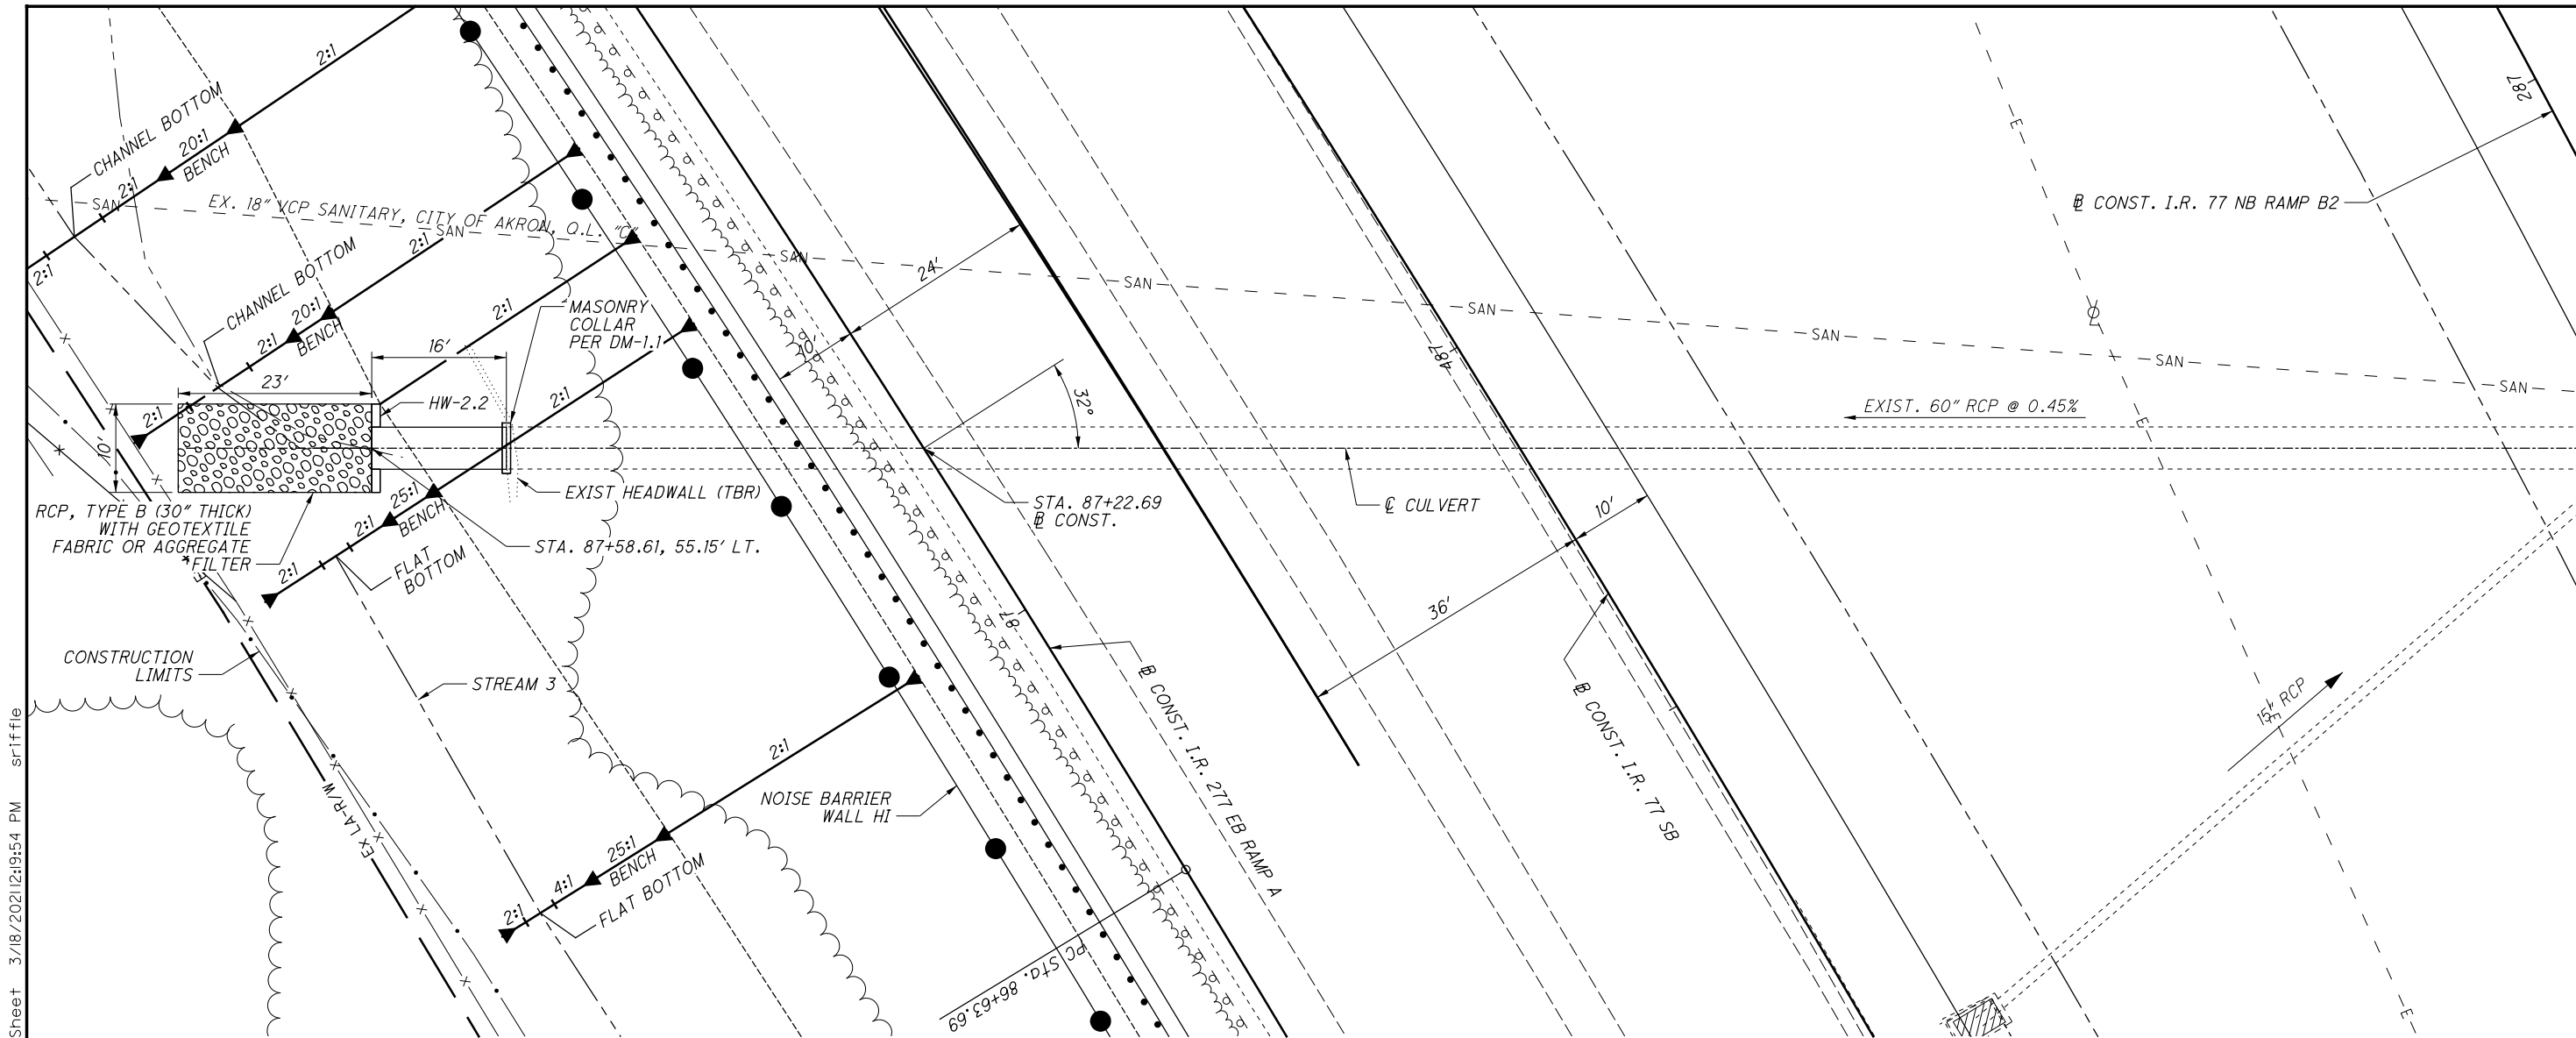 2:1
287
CHANNEL BOTTOM
20:1
BENCH
2:1
SAN
EX. 18" VCP SANITARY, CITY OF AKRON, Q.L. "C"
SAN
2:1
℄ CONST. I.R. 77 NB RAMP B2
E
2:1
CHANNEL BOTTOM
24'
SAN
SAN
SAN
SAN
SAN
SAN
20:1
BENCH
2:1
2:1
MASONRY
COLLAR
PER DM-1.1
10'
487
16'
23'
HW-2.2
2:1
32°
EXIST. 60" RCP @ 0.45%
E
2:1
10'
EXIST HEADWALL (TBR)
25:1
BENCH
2:1
STA. 87+22.69
℄ CONST.
℄ CULVERT
10'
RCP, TYPE B (30" THICK)
WITH GEOTEXTILE
FABRIC OR AGGREGATE
FILTER
STA. 87+58.61, 55.15' LT.
FLAT
BOTTOM
2:1
E
36'
87
CONSTRUCTION
LIMITS
STREAM 3
℄ CONST. I.R. 277 EB RAMP A
℄ CONST. I.R. 77 SB
15" RCP
E
2:1
NOISE BARRIER
WALL HI
EX LA-R/W
25:1
BENCH
4:1
FLAT BOTTOM
2:1
PC Sta. 86+63.69
E
Sheet 3/18/2021 12:19:54 PM sriffle